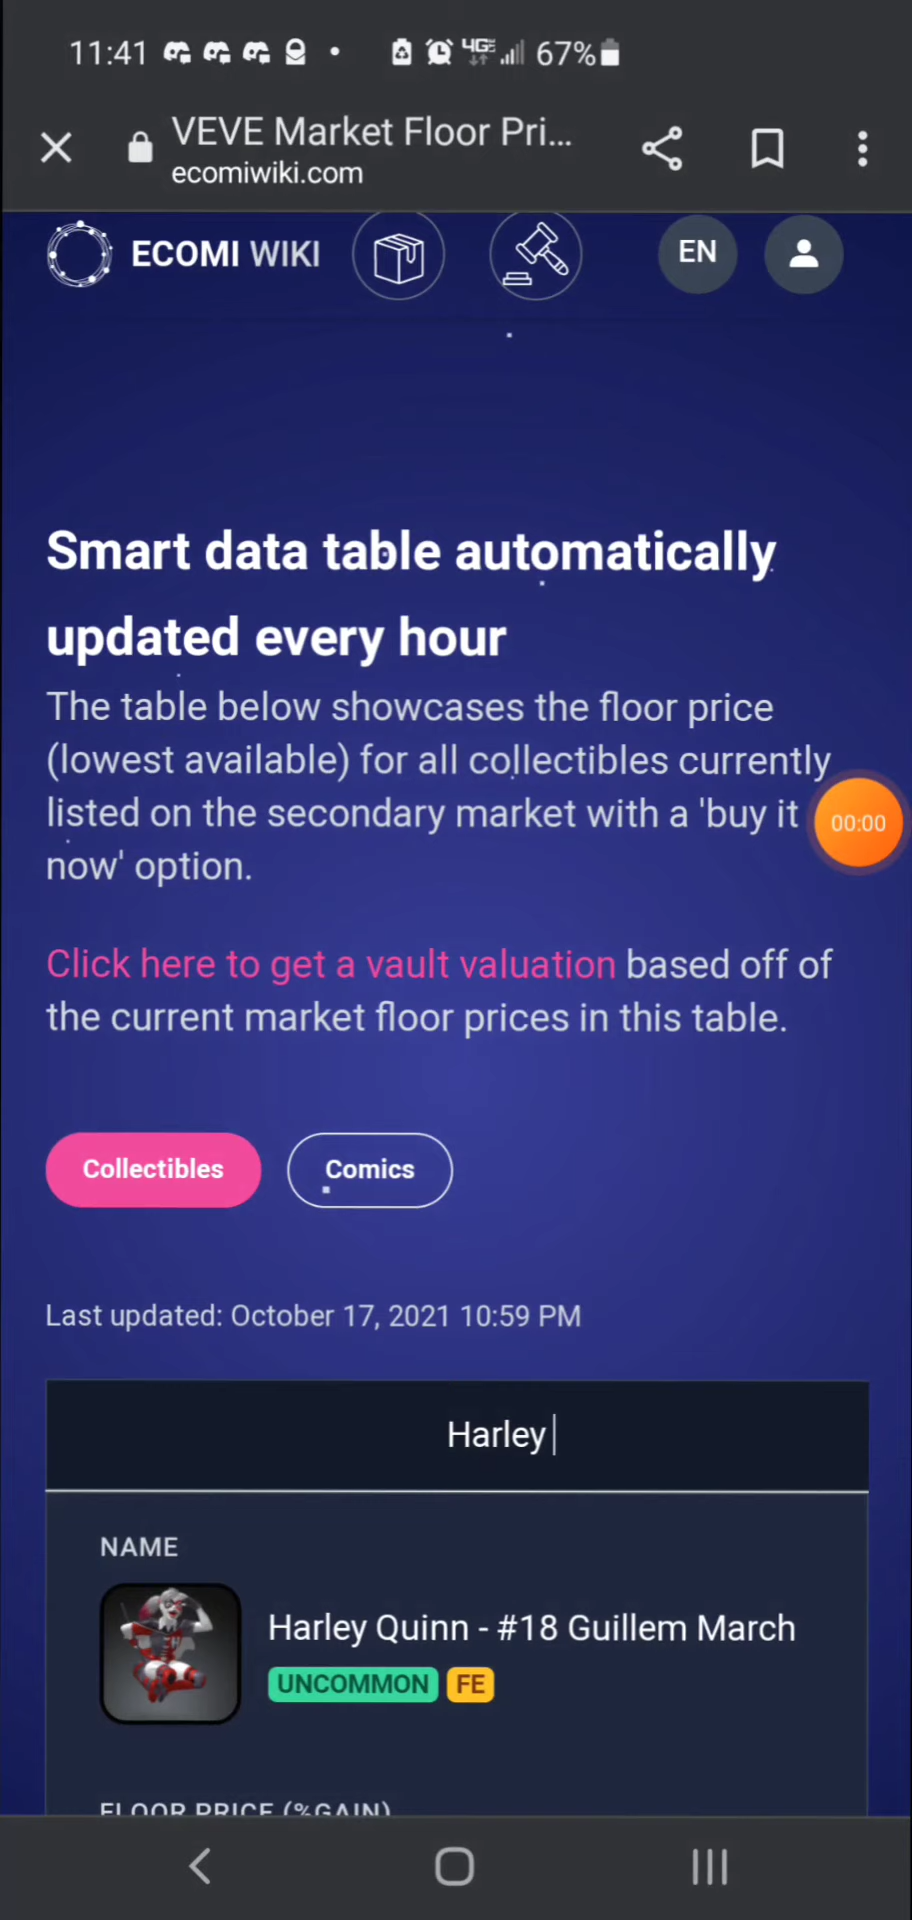 11:41 4GE 67%
VEVE Market Floor Pri...
ecomiwiki.com
ECOMI WIKI EN
Smart data table automatically
updated every hour
The table below showcases the floor price
(lowest available) for all collectibles currently
listed on the secondary market with a 'buy it
now' option.
00:00
Click here to get a vault valuation based off of
the current market floor prices in this table.
Collectibles Comics
Last updated: October 17, 2021 10:59 PM
Harley
NAME
Harley Quinn - #18 Guillem March
UNCOMMON FE
FLOOR PRICE (%GAIN)